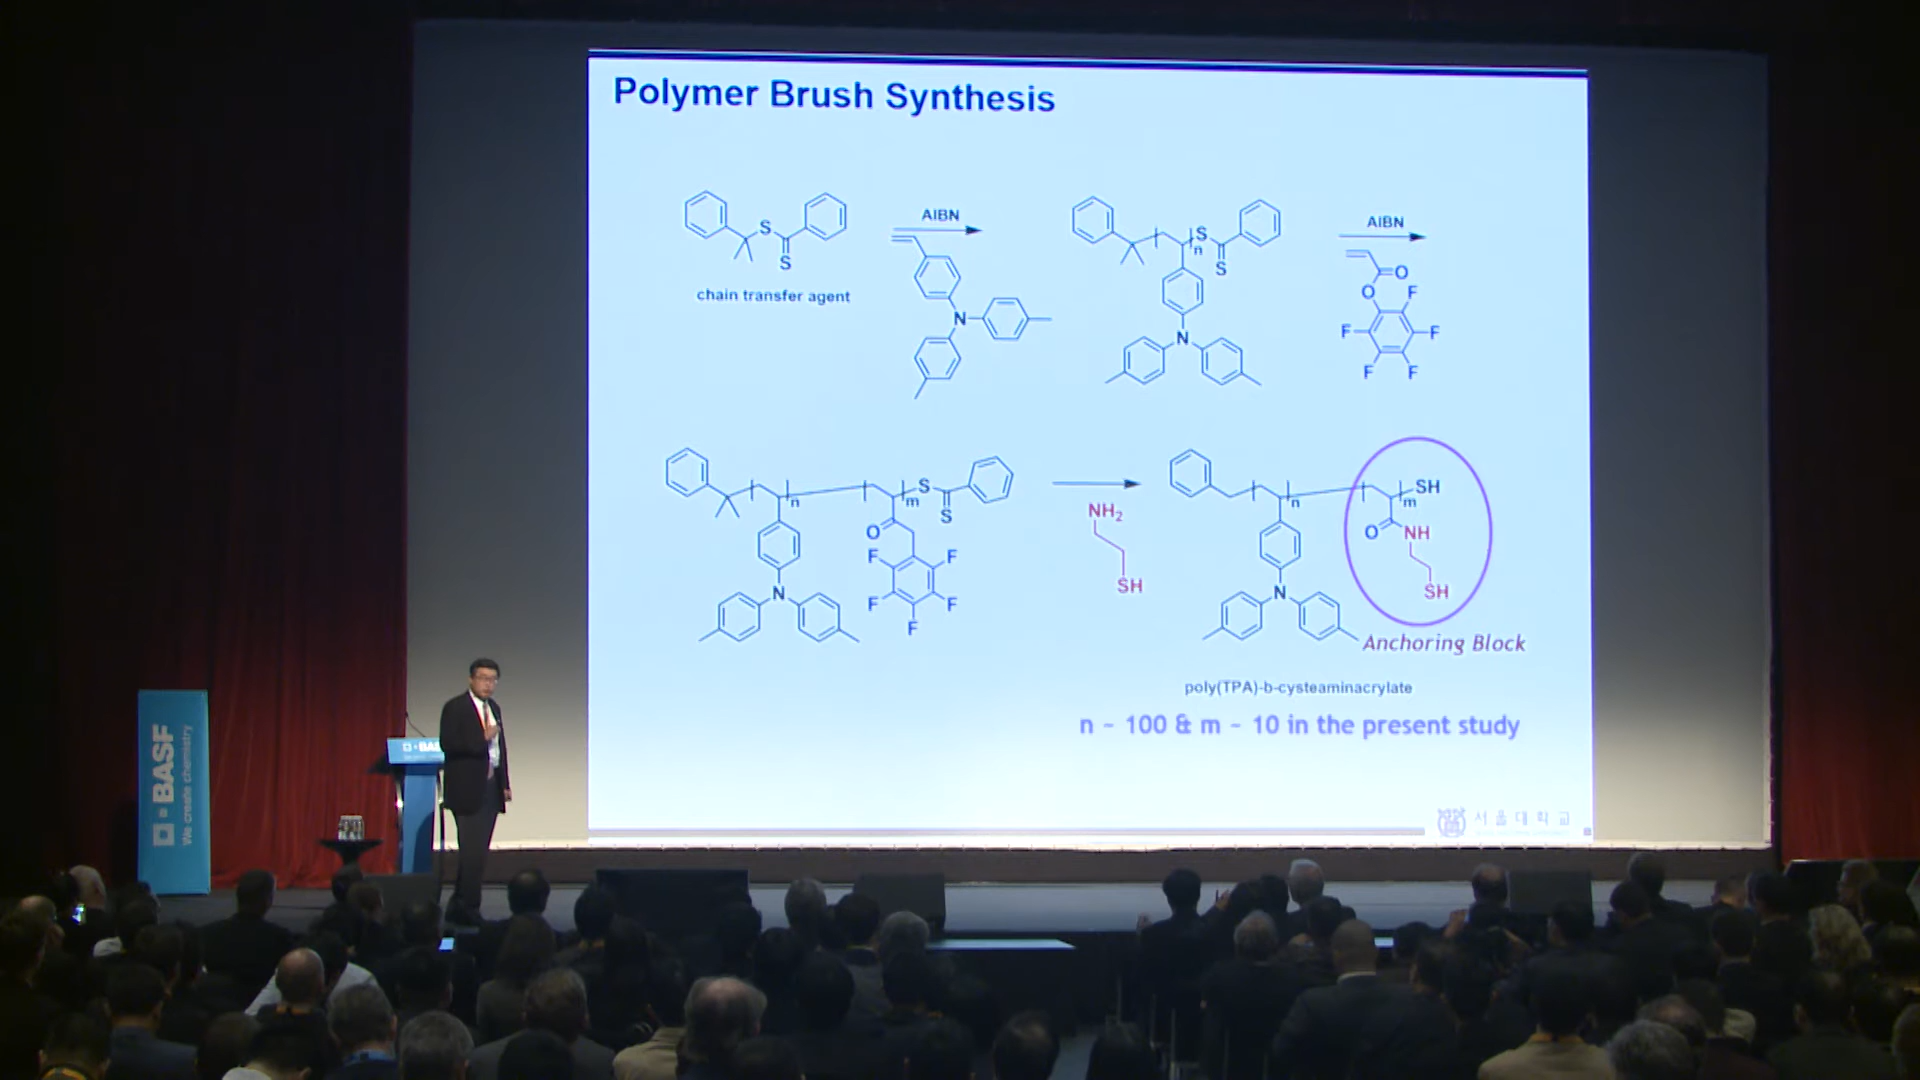 Polymer Brush Synthesis
AIBN
S
S
chain transfer agent
N
S
n
S
N
AIBN
O
O
F
F
F
F
F
n
m
S
S
O
F
F
F
F
F
N
NH2
SH
n
m
SH
O
NH
SH
N
Anchoring Block
poly(TPA)-b-cysteaminacrylate
n ~ 100 & m ~ 10 in the present study
서울대학교
BASF
We create chemistry
BASF